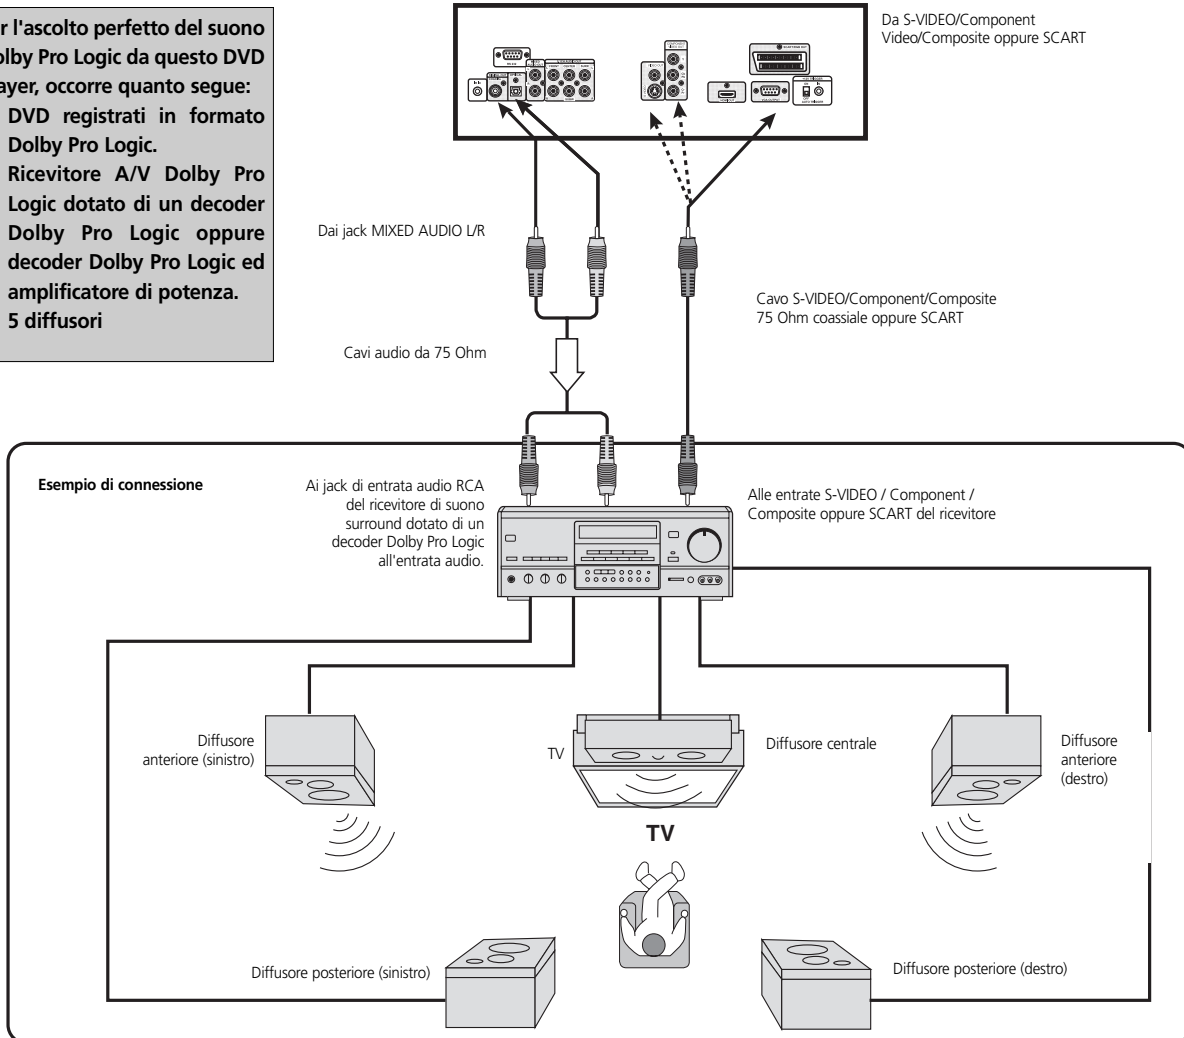 r l'ascolto perfetto del suono
olby Pro Logic da questo DVD
ayer, occorre quanto segue:
DVD registrati in formato
Dolby Pro Logic.
Ricevitore A/V Dolby Pro
Logic dotato di un decoder
Dolby Pro Logic oppure
decoder Dolby Pro Logic ed
amplificatore di potenza.
5 diffusori
Da S-VIDEO/Component
Video/Composite oppure SCART
Dai jack MIXED AUDIO L/R
Cavo S-VIDEO/Component/Composite
75 Ohm coassiale oppure SCART
Cavi audio da 75 Ohm
Esempio di connessione
Ai jack di entrata audio RCA
del ricevitore di suono
surround dotato di un
decoder Dolby Pro Logic
all'entrata audio.
Alle entrate S-VIDEO / Component /
Composite oppure SCART del ricevitore
Diffusore
anteriore (sinistro)
TV
Diffusore centrale
Diffusore
anteriore
(destro)
TV
Diffusore posteriore (sinistro)
Diffusore posteriore (destro)